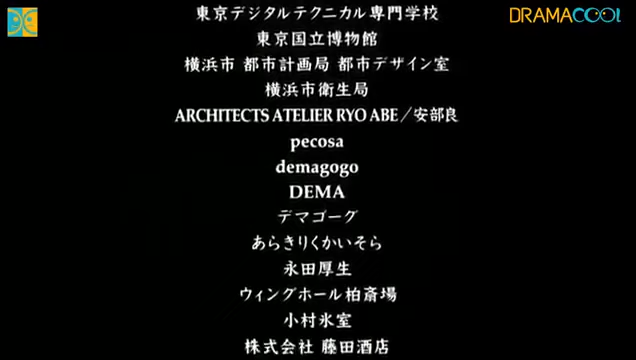 DRAMACOOL
東京デジタルテクニカル専門学校
東京国立博物館
横浜市 都市計画局 都市デザイン室
横浜市衛生局
ARCHITECTS ATELIER RYO ABE／安部良
pecosa
demagogo
DEMA
デマゴーグ
あらきりくかいそら
永田厚生
ウィングホール柏斎場
小村氷室
株式会社 藤田酒店